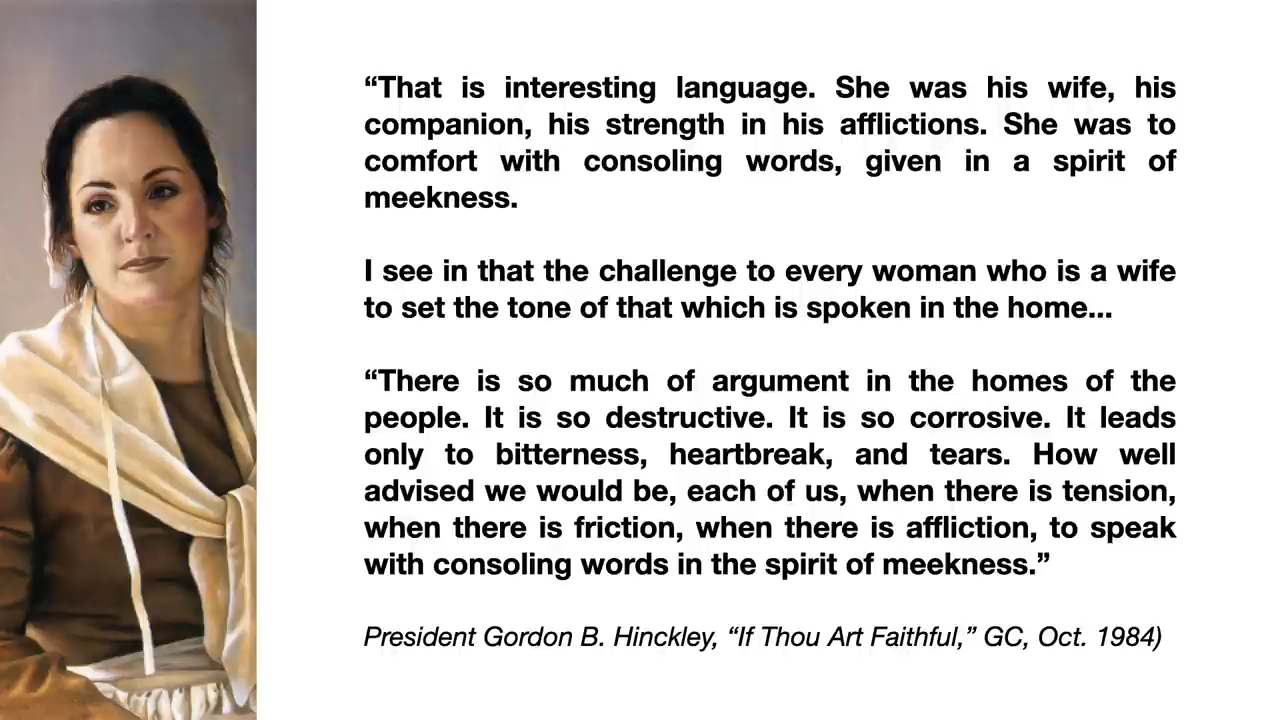 “That is interesting language. She was his wife, his
companion, his strength in his afflictions. She was to
comfort with consoling words, given in a spirit of
meekness.
I see in that the challenge to every woman who is a wife
to set the tone of that which is spoken in the home...
“There is so much of argument in the homes of the
people. It is so destructive. It is so corrosive. It leads
only to bitterness, heartbreak, and tears. How well
advised we would be, each of us, when there is tension,
when there is friction, when there is affliction, to speak
with consoling words in the spirit of meekness.”
President Gordon B. Hinckley, “If Thou Art Faithful,” GC, Oct. 1984)